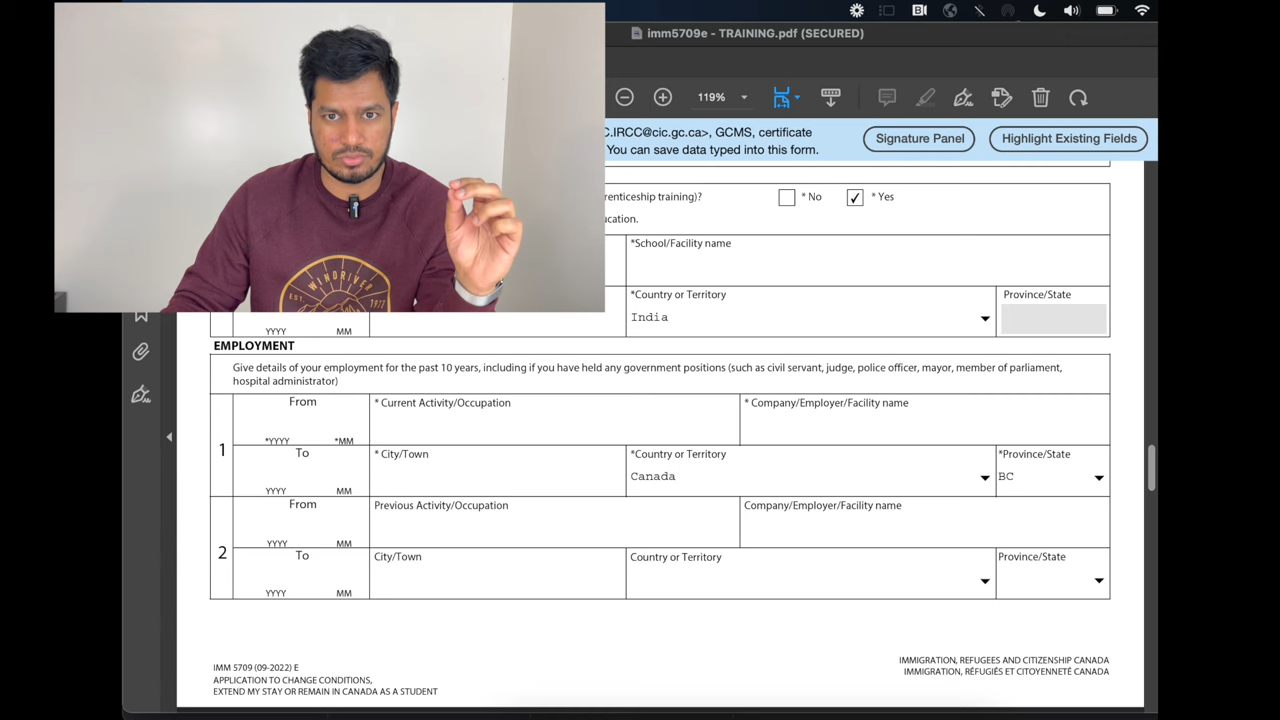 imm5709e - TRAINING.pdf (SECURED)
119%
C.IRCC@cic.gc.ca>, GCMS, certificate
You can save data typed into this form.
Signature Panel
Highlight Existing Fields
renticeship training)?
* No
✓
* Yes
ucation.
*School/Facility name
*Country or Territory
Province/State
India
YYYY MM
WINDRIVER
EST. 1977
EMPLOYMENT
Give details of your employment for the past 10 years, including if you have held any government positions (such as civil servant, judge, police officer, mayor, member of parliament,
hospital administrator)
1
From
* Current Activity/Occupation
* Company/Employer/Facility name
*YYYY *MM
To
* City/Town
*Country or Territory
*Province/State
Canada
BC
YYYY MM
2
From
Previous Activity/Occupation
Company/Employer/Facility name
YYYY MM
To
City/Town
Country or Territory
Province/State
YYYY MM
IMM 5709 (09-2022) E
APPLICATION TO CHANGE CONDITIONS,
EXTEND MY STAY OR REMAIN IN CANADA AS A STUDENT
IMMIGRATION, REFUGEES AND CITIZENSHIP CANADA
IMMIGRATION, RÉFUGIÉS ET CITOYENNETÉ CANADA